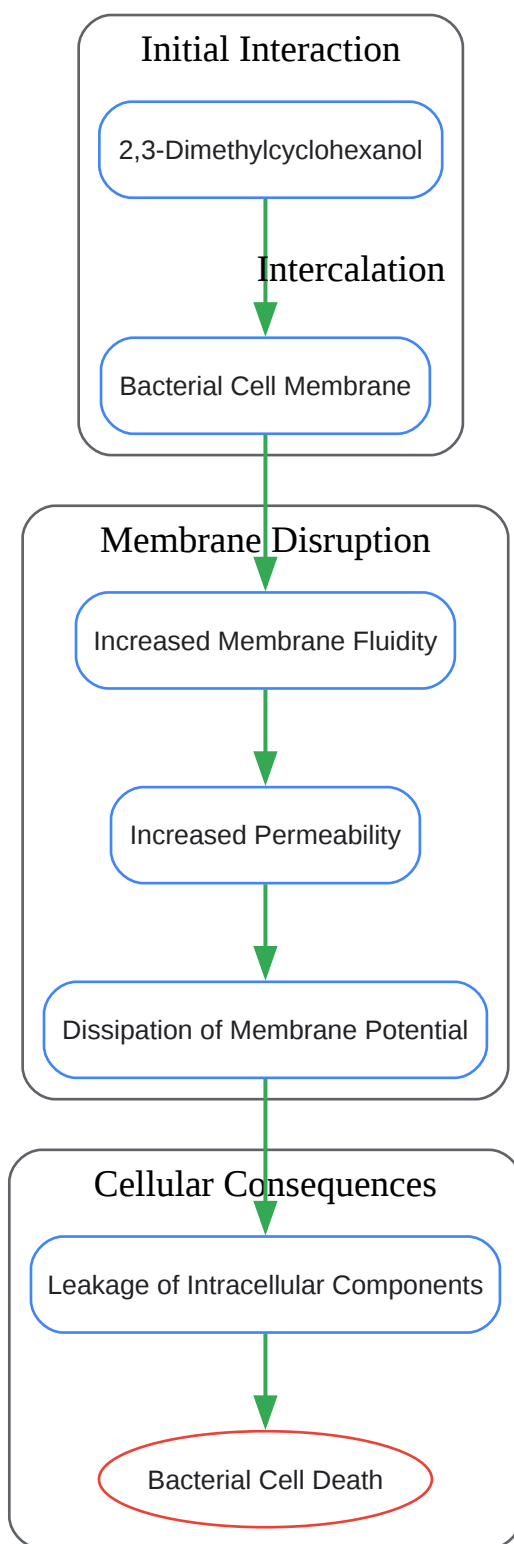 Initial Interaction
2,3-Dimethylcyclohexanol
Intercalation
Bacterial Cell Membrane
Membrane Disruption
Increased Membrane Fluidity
Increased Permeability
Dissipation of Membrane Potential
Cellular Consequences
Leakage of Intracellular Components
Bacterial Cell Death